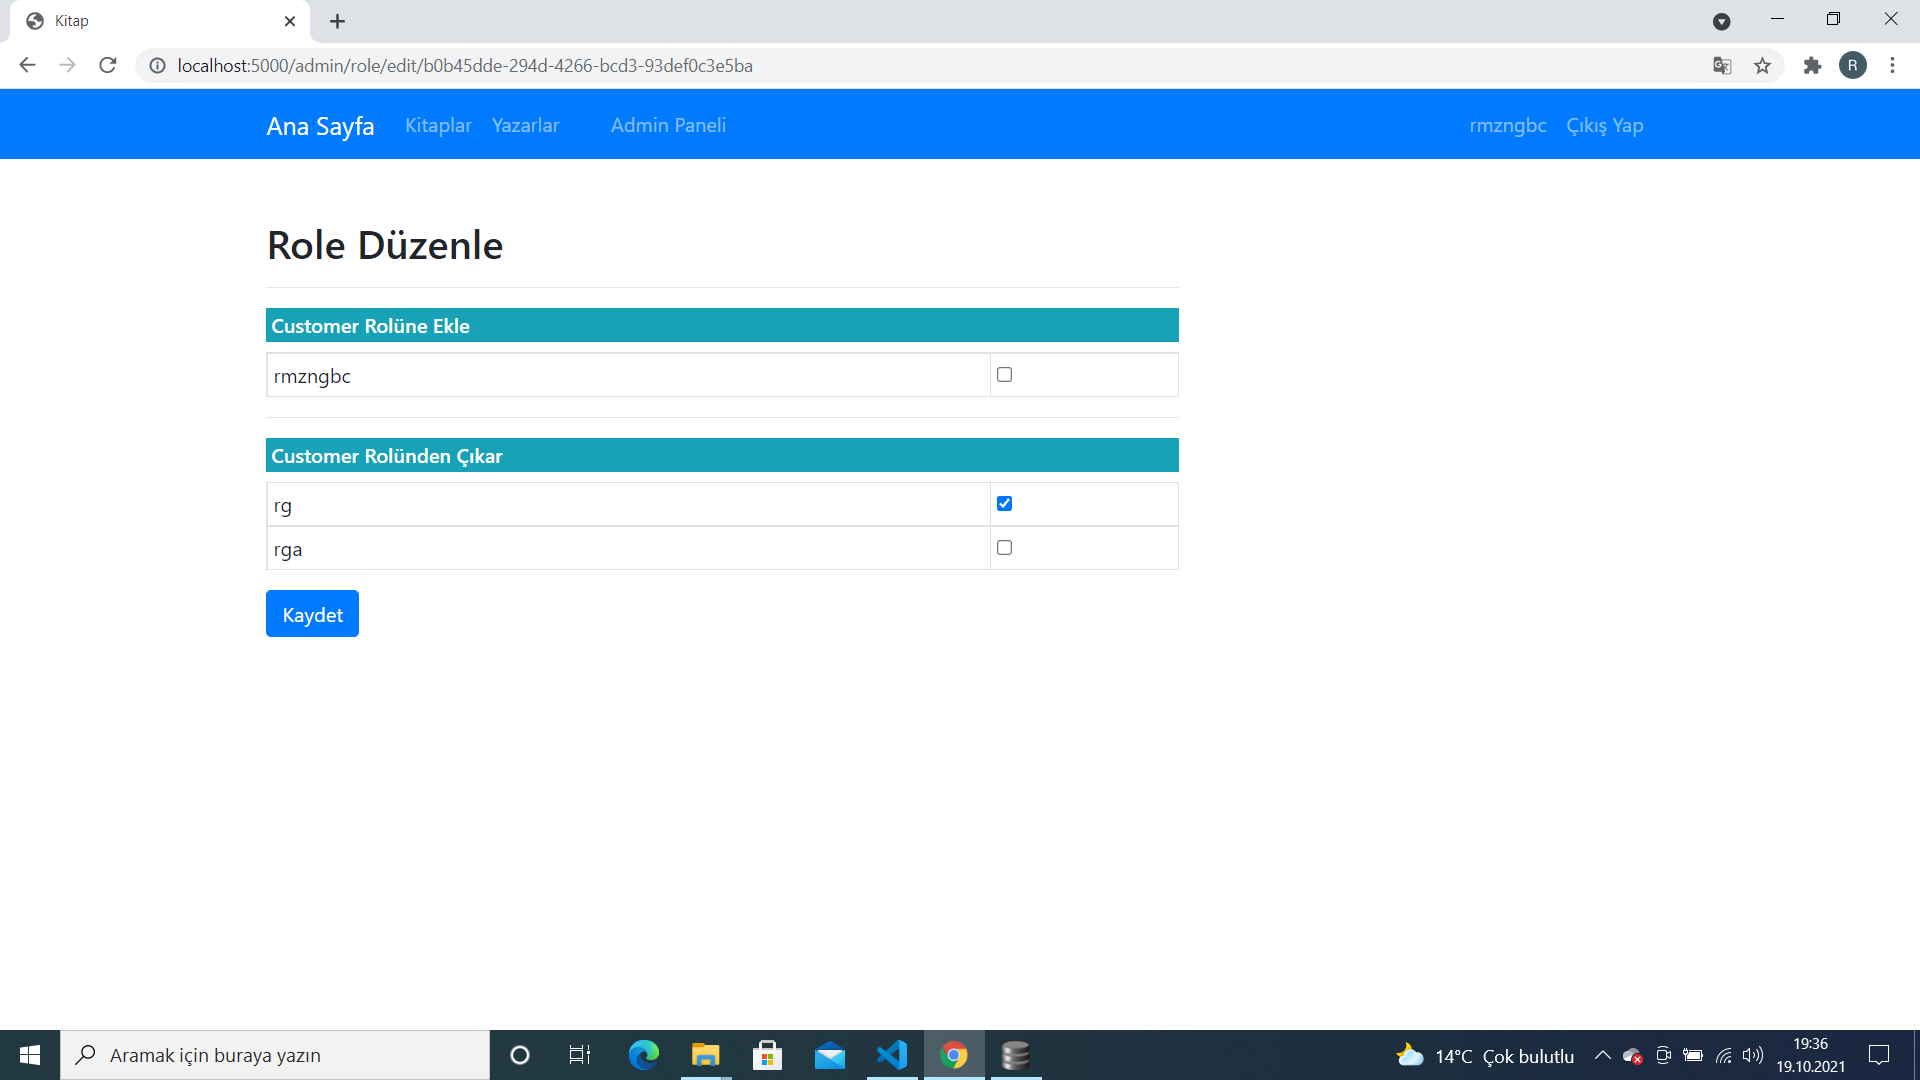 Kitap
localhost:5000/admin/role/edit/b0b45dde-294d-4266-bcd3-93def0c3e5ba
R
Ana Sayfa Kitaplar Yazarlar Admin Paneli rmzngbc Çıkış Yap
Role Düzenle
Customer Rolüne Ekle
rmzngbc
Customer Rolünden Çıkar
rg
rga
Kaydet
Aramak için buraya yazın
14°C Çok bulutlu
19:36
19.10.2021